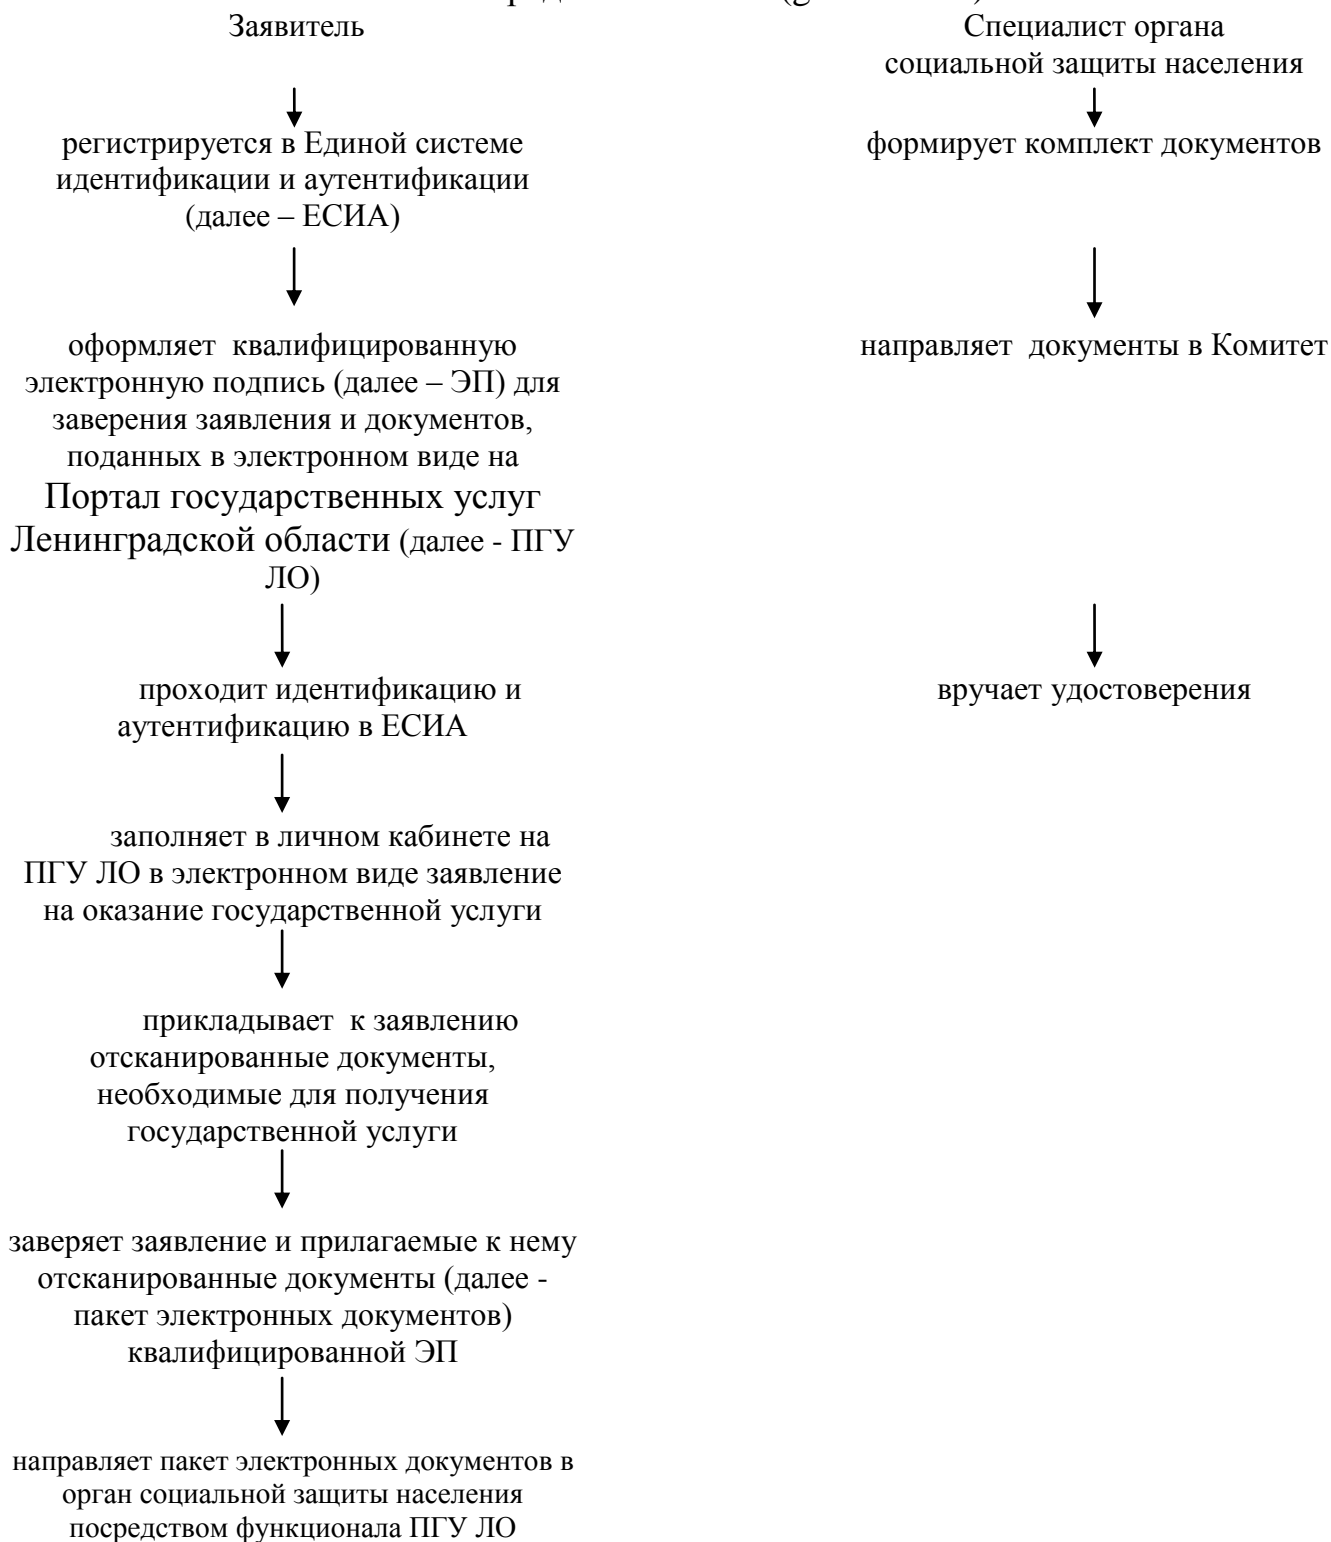 Заявитель
регистрируется в Единой системе
идентификации и аутентификации
(далее – ЕСИА)
оформляет  квалифицированную
электронную подпись (далее – ЭП) для
заверения заявления и документов,
поданных в электронном виде на
Портал государственных услуг
Ленинградской области (далее - ПГУ
ЛО)
проходит идентификацию и
аутентификацию в ЕСИА
заполняет в личном кабинете на
ПГУ ЛО в электронном виде заявление
на оказание государственной услуги
прикладывает  к заявлению
отсканированные документы,
необходимые для получения
государственной услуги
заверяет заявление и прилагаемые к нему
отсканированные документы (далее -
пакет электронных документов)
квалифицированной ЭП
направляет пакет электронных документов в
орган социальной защиты населения
посредством функционала ПГУ ЛО
Специалист органа
социальной защиты населения
формирует комплект документов
направляет  документы в Комитет
вручает удостоверения